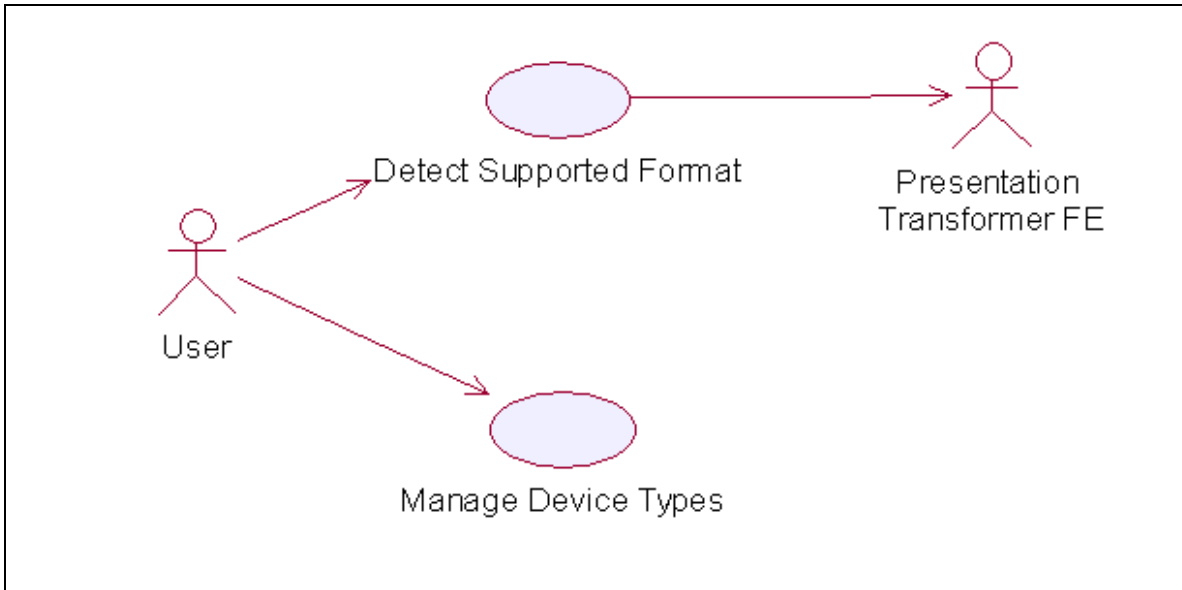 Detect Supported Format
Presentation
Transformer FE
User
Manage Device Types